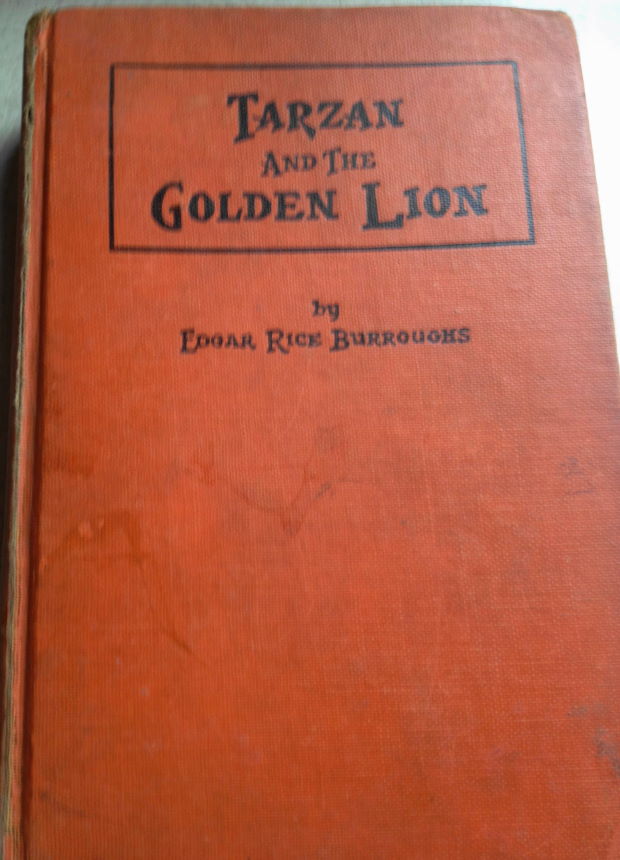 TARZAN
AND THE
GOLDEN LION
by
EDGAR RICE BURROUGHS